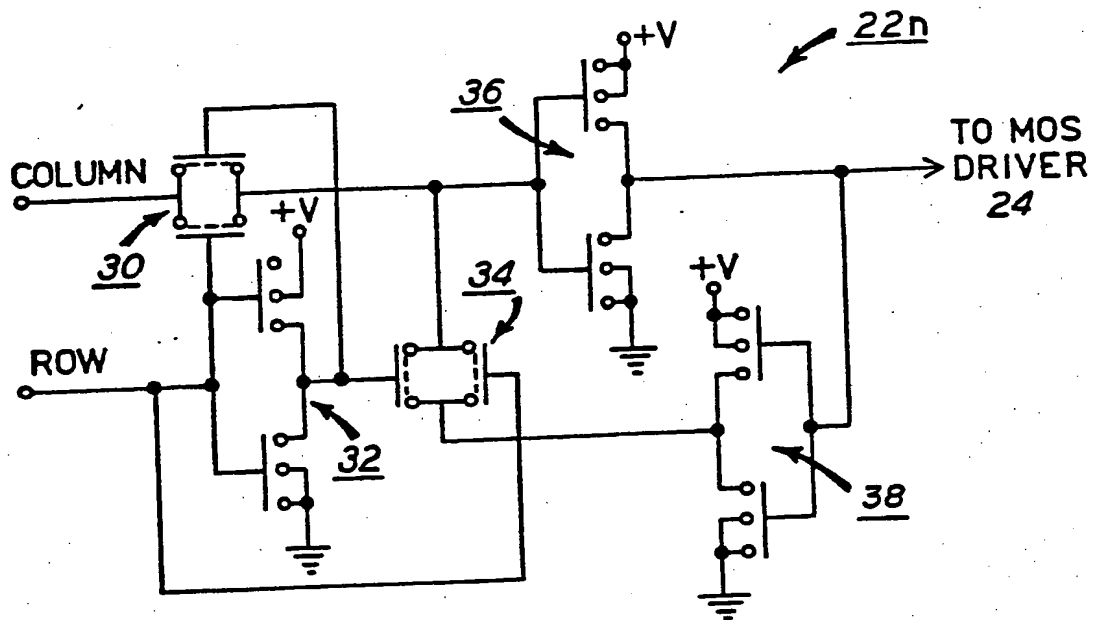 22n
+V
36
TO MOS
DRIVER
24
COLUMN
+V
30
34
+V
ROW
32
38